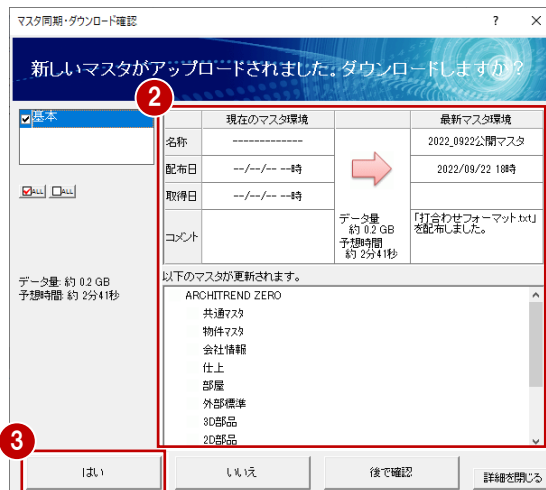 マスタ同期・ダウンロード確認
? ×
新しいマスタがアップロードされました。ダウンロードしますか?
2
基本
ALL ALL
データ量: 約 0.2 GB
予想時間: 約 2分41秒
現在のマスタ環境 最新マスタ環境
名称 ------------- 2022_0922公開マスタ
配布日 --/--/-- --時 2022/09/22 18時
取得日 --/--/-- --時
コメント
データ量
約 0.2 GB
予想時間
約 2分41秒
「打合わせフォーマット.txt」
を配布しました。
以下のマスタが更新されます。
ARCHITREND ZERO
共通マスタ
物件マスタ
会社情報
仕上
部屋
外部標準
3D部品
2D部品
3
はい いいえ 後で確認 詳細を閉じる